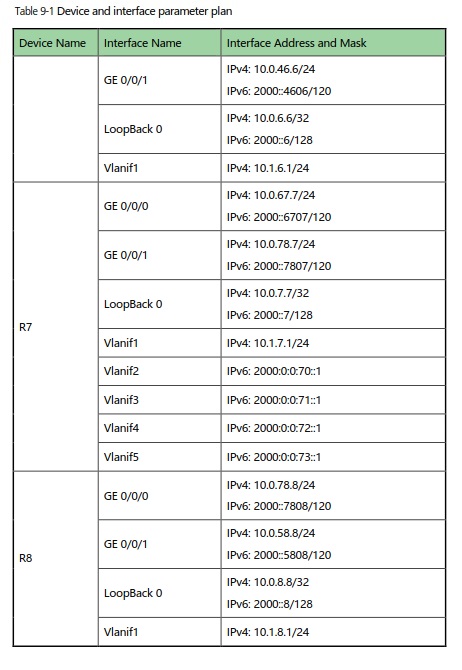 Table 9-1 Device and interface parameter plan
Device Name Interface Name Interface Address and Mask
GE 0/0/1
IPv4: 10.0.46.6/24
IPv6: 2000::4606/120
LoopBack 0
IPv4: 10.0.6.6/32
IPv6: 2000::6/128
Vlanif1 IPv4: 10.1.6.1/24
R7
GE 0/0/0
IPv4: 10.0.67.7/24
IPv6: 2000::6707/120
GE 0/0/1
IPv4: 10.0.78.7/24
IPv6: 2000::7807/120
LoopBack 0
IPv4: 10.0.7.7/32
IPv6: 2000::7/128
Vlanif1 IPv4: 10.1.7.1/24
Vlanif2 IPv6: 2000:0:0:70::1
Vlanif3 IPv6: 2000:0:0:71::1
Vlanif4 IPv6: 2000:0:0:72::1
Vlanif5 IPv6: 2000:0:0:73::1
R8
GE 0/0/0
IPv4: 10.0.78.8/24
IPv6: 2000::7808/120
GE 0/0/1
IPv4: 10.0.58.8/24
IPv6: 2000::5808/120
LoopBack 0
IPv4: 10.0.8.8/32
IPv6: 2000::8/128
Vlanif1 IPv4: 10.1.8.1/24